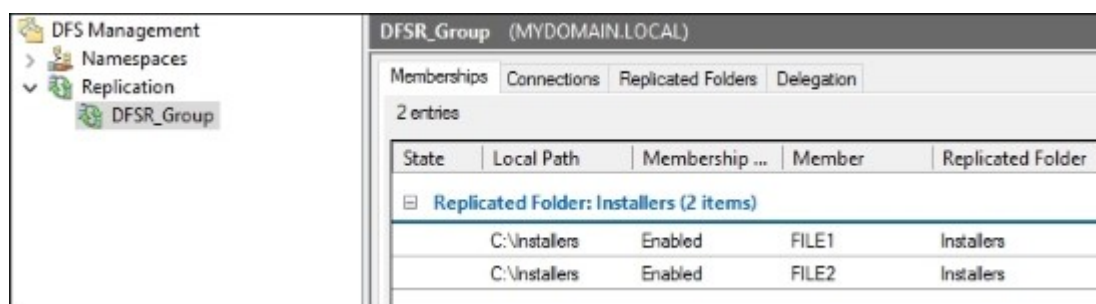 DFS Management
Namespaces
Replication
DFSR_Group
DFSR_Group (MYDOMAIN.LOCAL)
Memberships Connections Replicated Folders Delegation
2 entries
State Local Path Membership ... Member Replicated Folder
Replicated Folder: Installers (2 items)
C:\Installers Enabled FILE1 Installers
C:\Installers Enabled FILE2 Installers